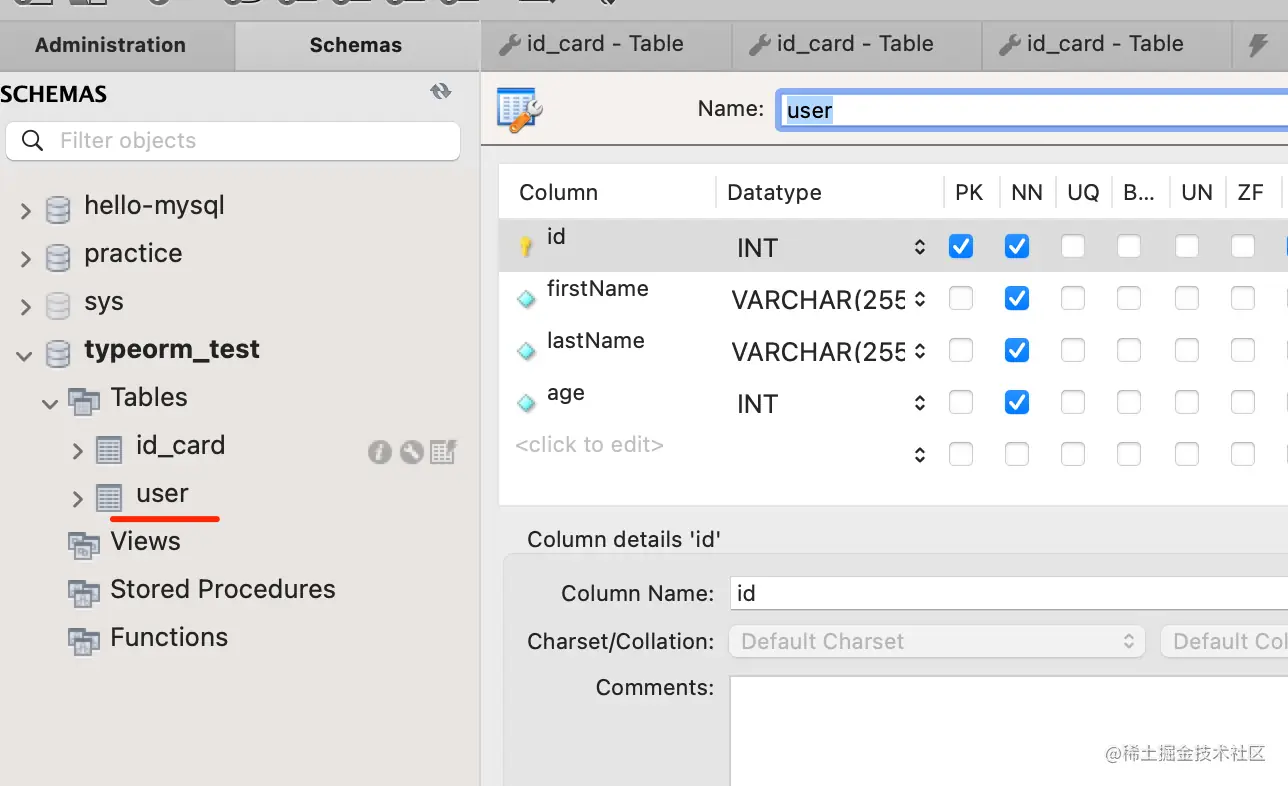 Administration Schemas id_card - Table id_card - Table id_card - Table
SCHEMAS
Filter objects
hello-mysql
practice
sys
typeorm_test
Tables
id_card
user
Views
Stored Procedures
Functions
Name: user
Column Datatype PK NN UQ B... UN ZF
id INT
firstName VARCHAR(255
lastName VARCHAR(255
age INT
<click to edit>
Column details 'id'
Column Name: id
Charset/Collation: Default Charset Default Col
Comments:
@稀土掘金技术社区